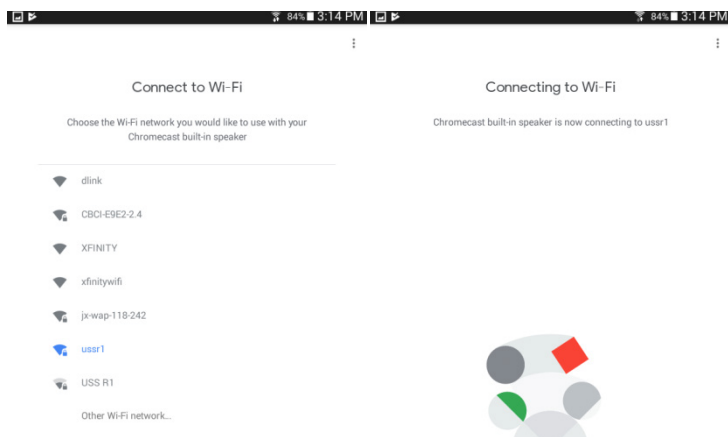 84% 3:14 PM
Connect to Wi-Fi
Choose the Wi-Fi network you would like to use with your
Chromecast built-in speaker
dlink
CBCI-E9E2-2.4
XFINITY
xfinitywifi
jx-wap-118-242
ussr1
USS R1
Other Wi-Fi network...
84% 3:14 PM
Connecting to Wi-Fi
Chromecast built-in speaker is now connecting to ussr1